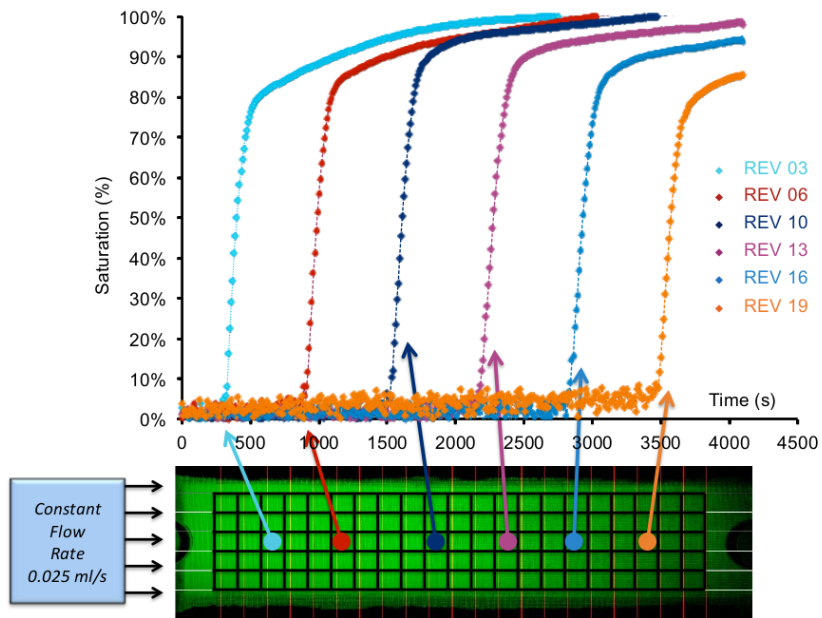 100%
90%
80%
70%
60%
50%
40%
30%
20%
10%
0%
Saturation (%)
REV 03
REV 06
REV 10
REV 13
REV 16
REV 19
Time (s)
0
500
1000
1500
2000
2500
3000
3500
4000
4500
Constant
Flow
Rate
0.025 ml/s